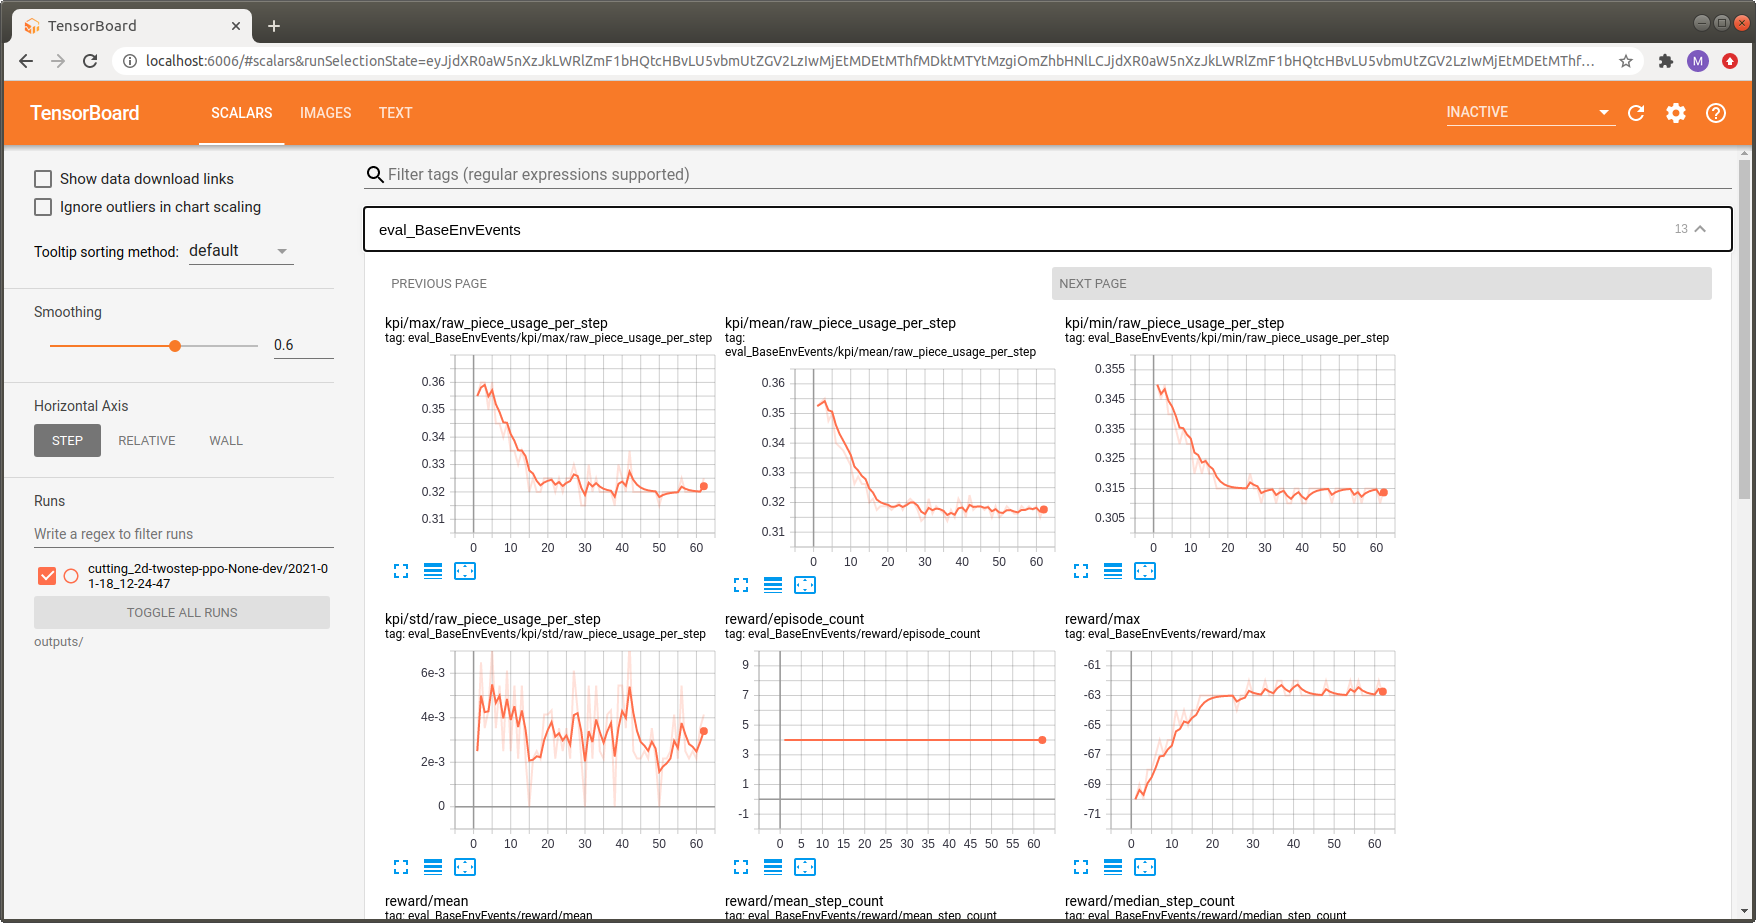 TensorBoard
localhost:6006/#scalars&runSelectionState=eyJjdXR0aW5nXzJkLWRlZmF1bHQtcHBvLU5vbmUtZGV2LzIwMjEtMDEtMThfMDktMTYtMzgiOmZhbHNlLCJjdXR0aW5nXzJkLWRlZmF1bHQtcHBvLU5vbmUtZGV2LzIwMjEtMDEtMThf...
M
TensorBoard
SCALARS
IMAGES
TEXT
INACTIVE
Show data download links
Ignore outliers in chart scaling
Tooltip sorting method: default
Smoothing
0.6
Horizontal Axis
STEP
RELATIVE
WALL
Runs
Write a regex to filter runs
cutting_2d-twostep-ppo-None-dev/2021-0
1-18_12-24-47
TOGGLE ALL RUNS
outputs/
Filter tags (regular expressions supported)
eval_BaseEnvEvents
13
PREVIOUS PAGE
NEXT PAGE
kpi/max/raw_piece_usage_per_step
tag: eval_BaseEnvEvents/kpi/max/raw_piece_usage_per_step
0.36
0.35
0.34
0.33
0.32
0.31
0 10 20 30 40 50 60
kpi/mean/raw_piece_usage_per_step
tag:
eval_BaseEnvEvents/kpi/mean/raw_piece_usage_per_step
0.36
0.35
0.34
0.33
0.32
0.31
0 10 20 30 40 50 60
kpi/min/raw_piece_usage_per_step
tag: eval_BaseEnvEvents/kpi/min/raw_piece_usage_per_step
0.355
0.345
0.335
0.325
0.315
0.305
0 10 20 30 40 50 60
kpi/std/raw_piece_usage_per_step
tag: eval_BaseEnvEvents/kpi/std/raw_piece_usage_per_step
6e-3
4e-3
2e-3
0
0 10 20 30 40 50 60
reward/episode_count
tag: eval_BaseEnvEvents/reward/episode_count
9
7
5
3
1
-1
0 5 10 15 20 25 30 35 40 45 50 55 60
reward/max
tag: eval_BaseEnvEvents/reward/max
-61
-63
-65
-67
-69
-71
0 10 20 30 40 50 60
reward/mean
tag: eval_BaseEnvEvents/reward/mean
reward/mean_step_count
tag: eval_BaseEnvEvents/reward/mean_step_count
reward/median_step_count
tag: eval_BaseEnvEvents/reward/median_step_count